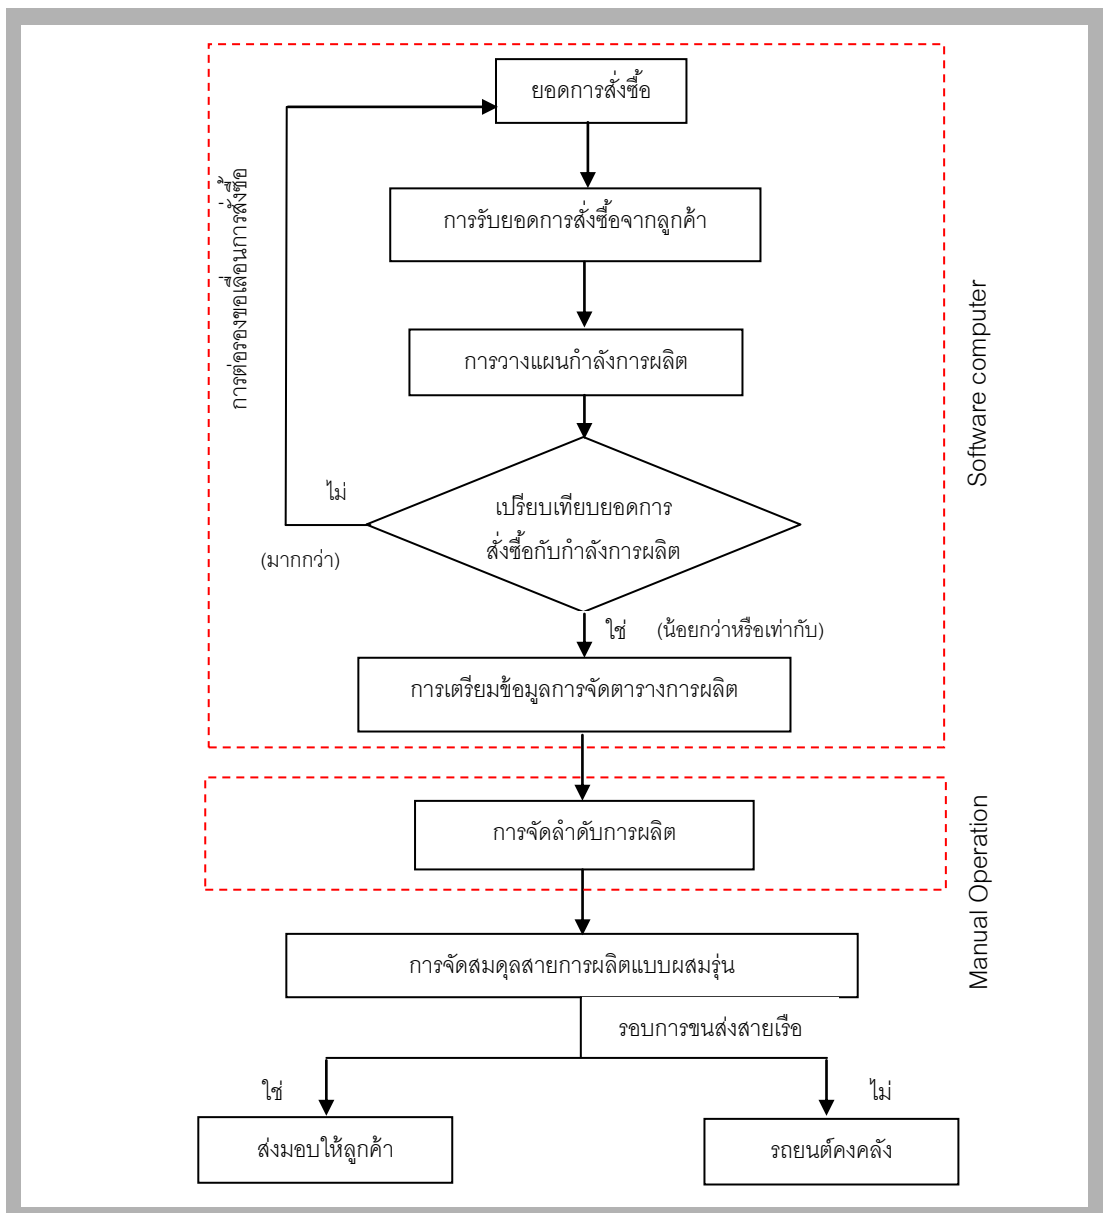 ยอดการสั่งซื้อ
การรับยอดการสั่งซื้อจากลูกค้า
การต่อรองขอเลื่อนการสั่งซื้อ
การวางแผนกำลังการผลิต
Software computer
ไม่
เปรียบเทียบยอดการ
สั่งซื้อกับกำลังการผลิต
(มากกว่า)
ใช่ (น้อยกว่าหรือเท่ากับ)
การเตรียมข้อมูลการจัดตารางการผลิต
การจัดลำดับการผลิต
Manual Operation
การจัดสมดุลสายการผลิตแบบผสมรุ่น
รอบการขนส่งสายเรือ
ใช่
ไม่
ส่งมอบให้ลูกค้า
รถยนต์คงคลัง